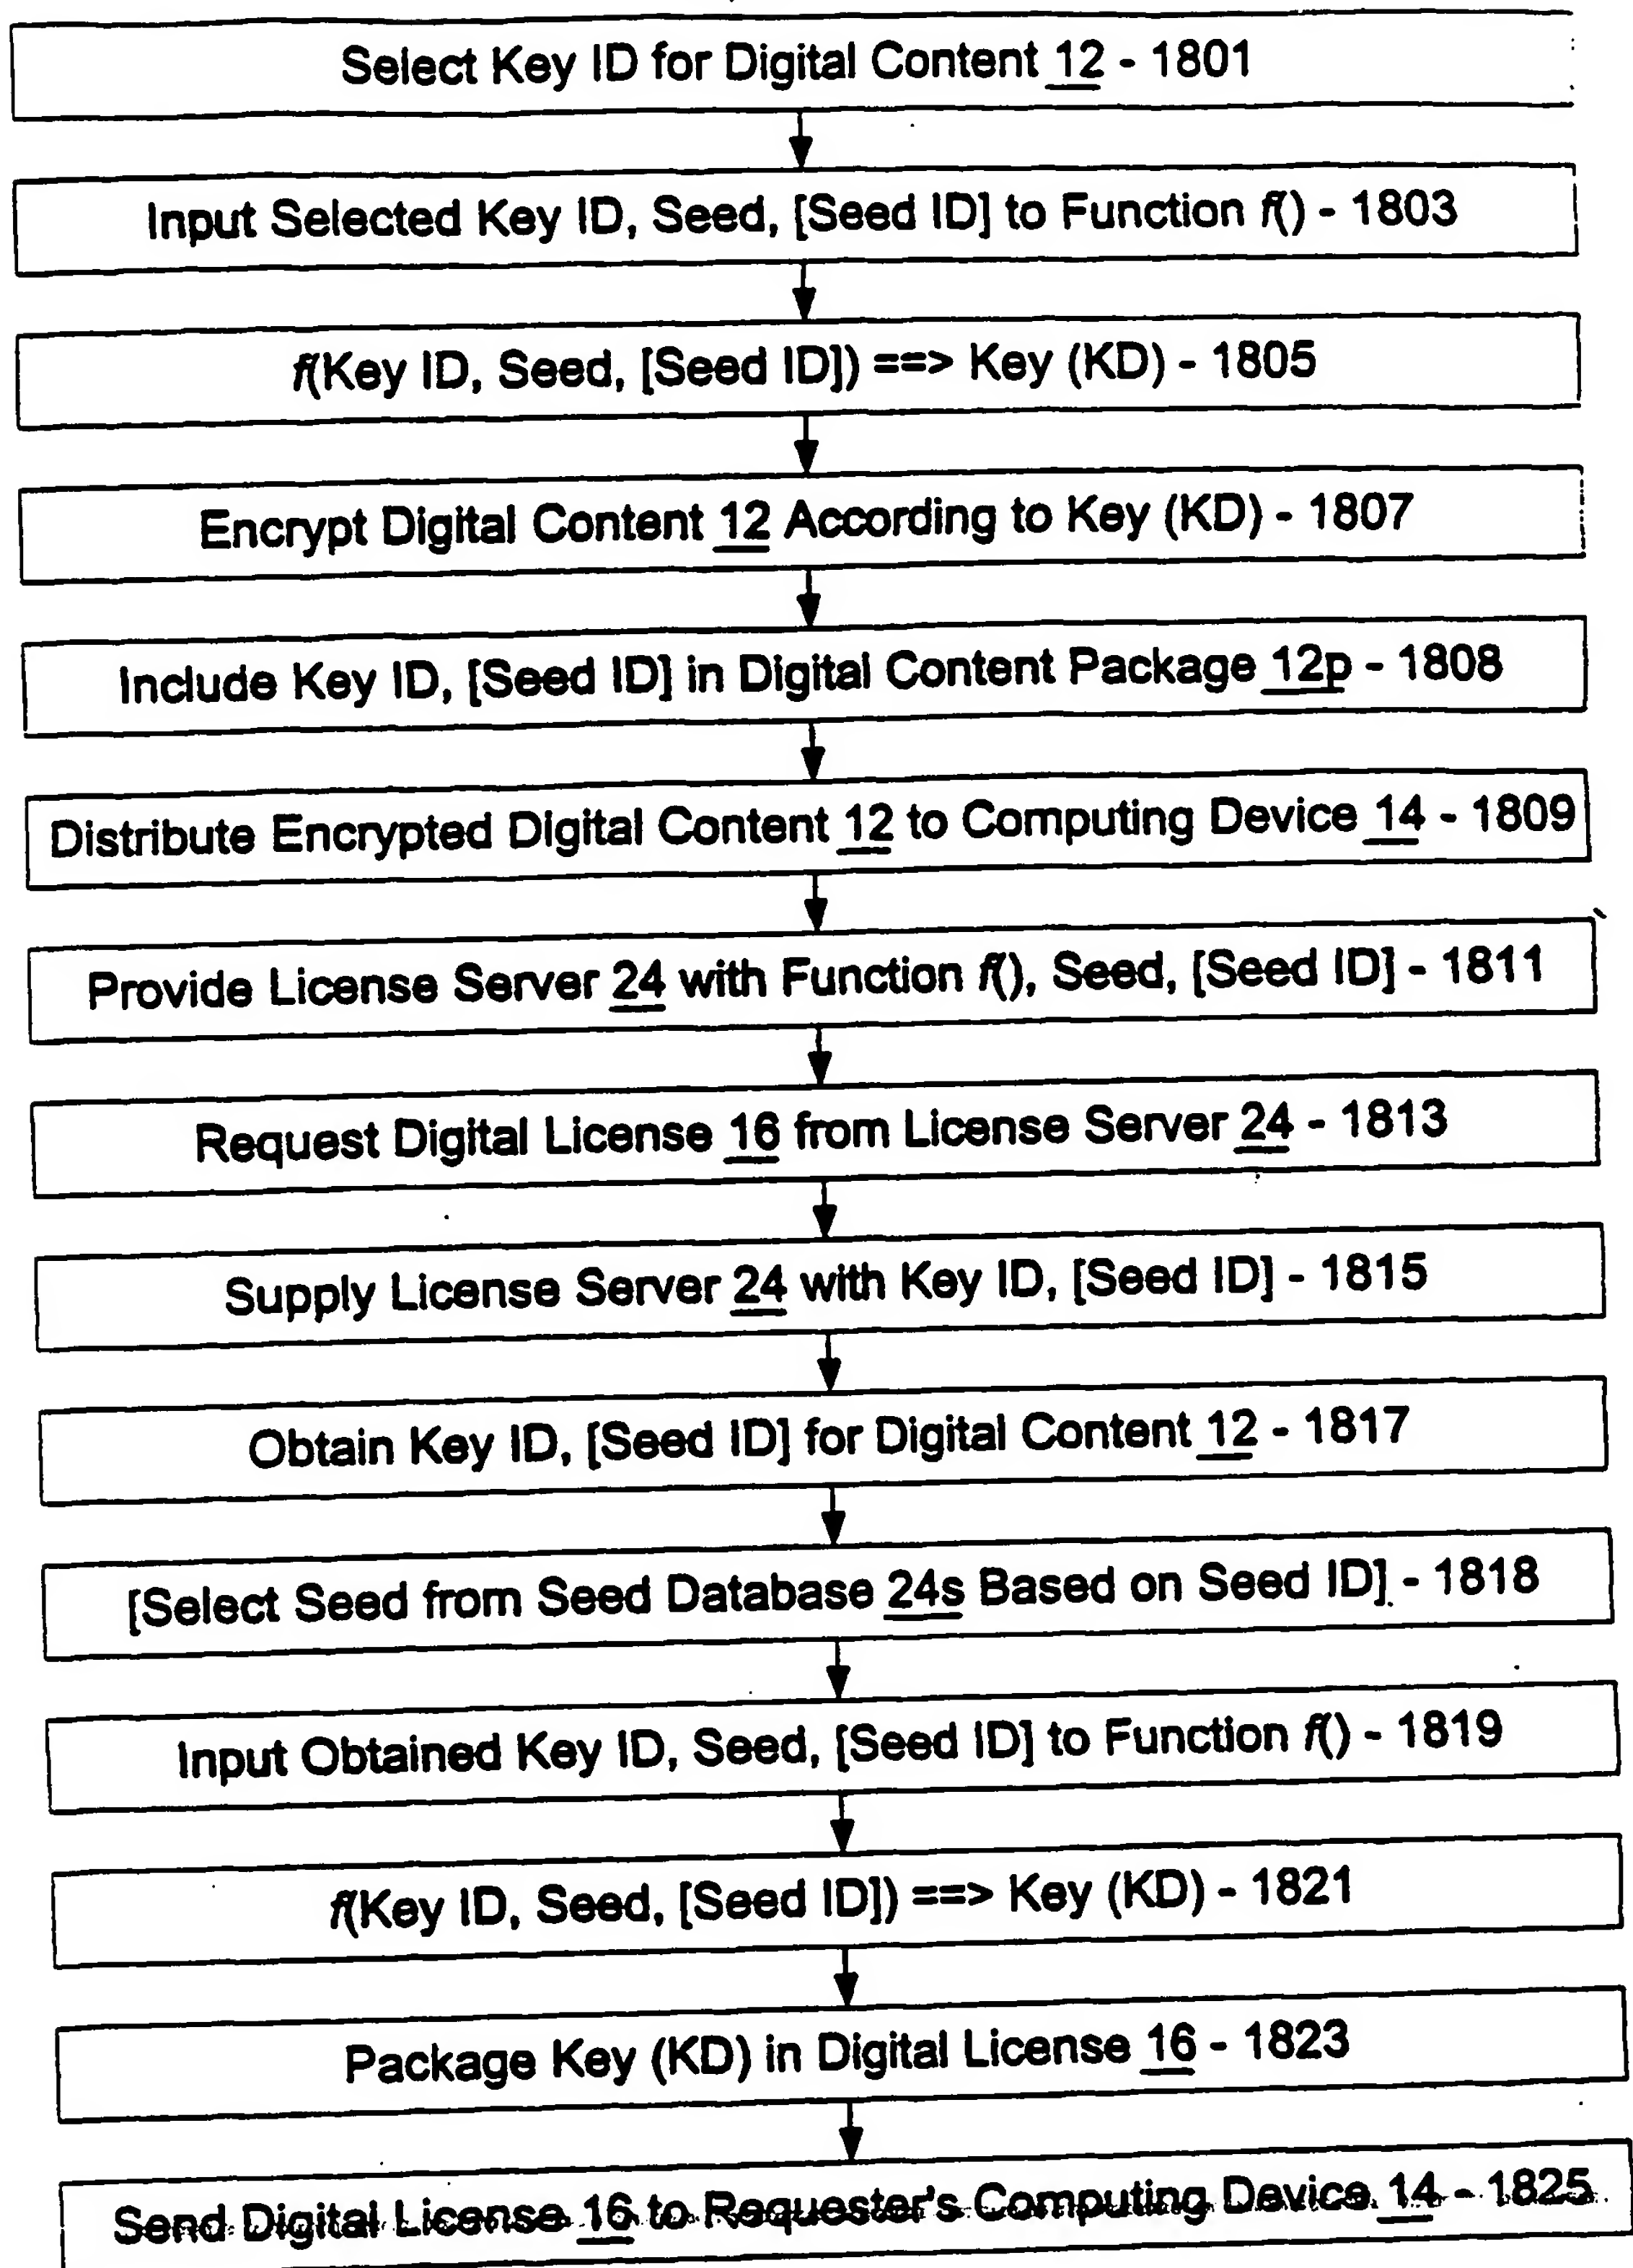 Select Key ID for Digital Content 12 - 1801
Input Selected Key ID, Seed, [Seed ID] to Function f() - 1803
f(Key ID, Seed, [Seed ID]) ==> Key (KD) - 1805
Encrypt Digital Content 12 According to Key (KD) - 1807
Include Key ID, [Seed ID] in Digital Content Package 12p - 1808
Distribute Encrypted Digital Content 12 to Computing Device 14 - 1809
Provide License Server 24 with Function f(), Seed, [Seed ID] - 1811
Request Digital License 16 from License Server 24 - 1813
Supply License Server 24 with Key ID, [Seed ID] - 1815
Obtain Key ID, [Seed ID] for Digital Content 12 - 1817
[Select Seed from Seed Database 24s Based on Seed ID] - 1818
Input Obtained Key ID, Seed, [Seed ID] to Function f() - 1819
f(Key ID, Seed, [Seed ID]) ==> Key (KD) - 1821
Package Key (KD) in Digital License 16 - 1823
Send Digital License 16 to Requester's Computing Device 14 - 1825